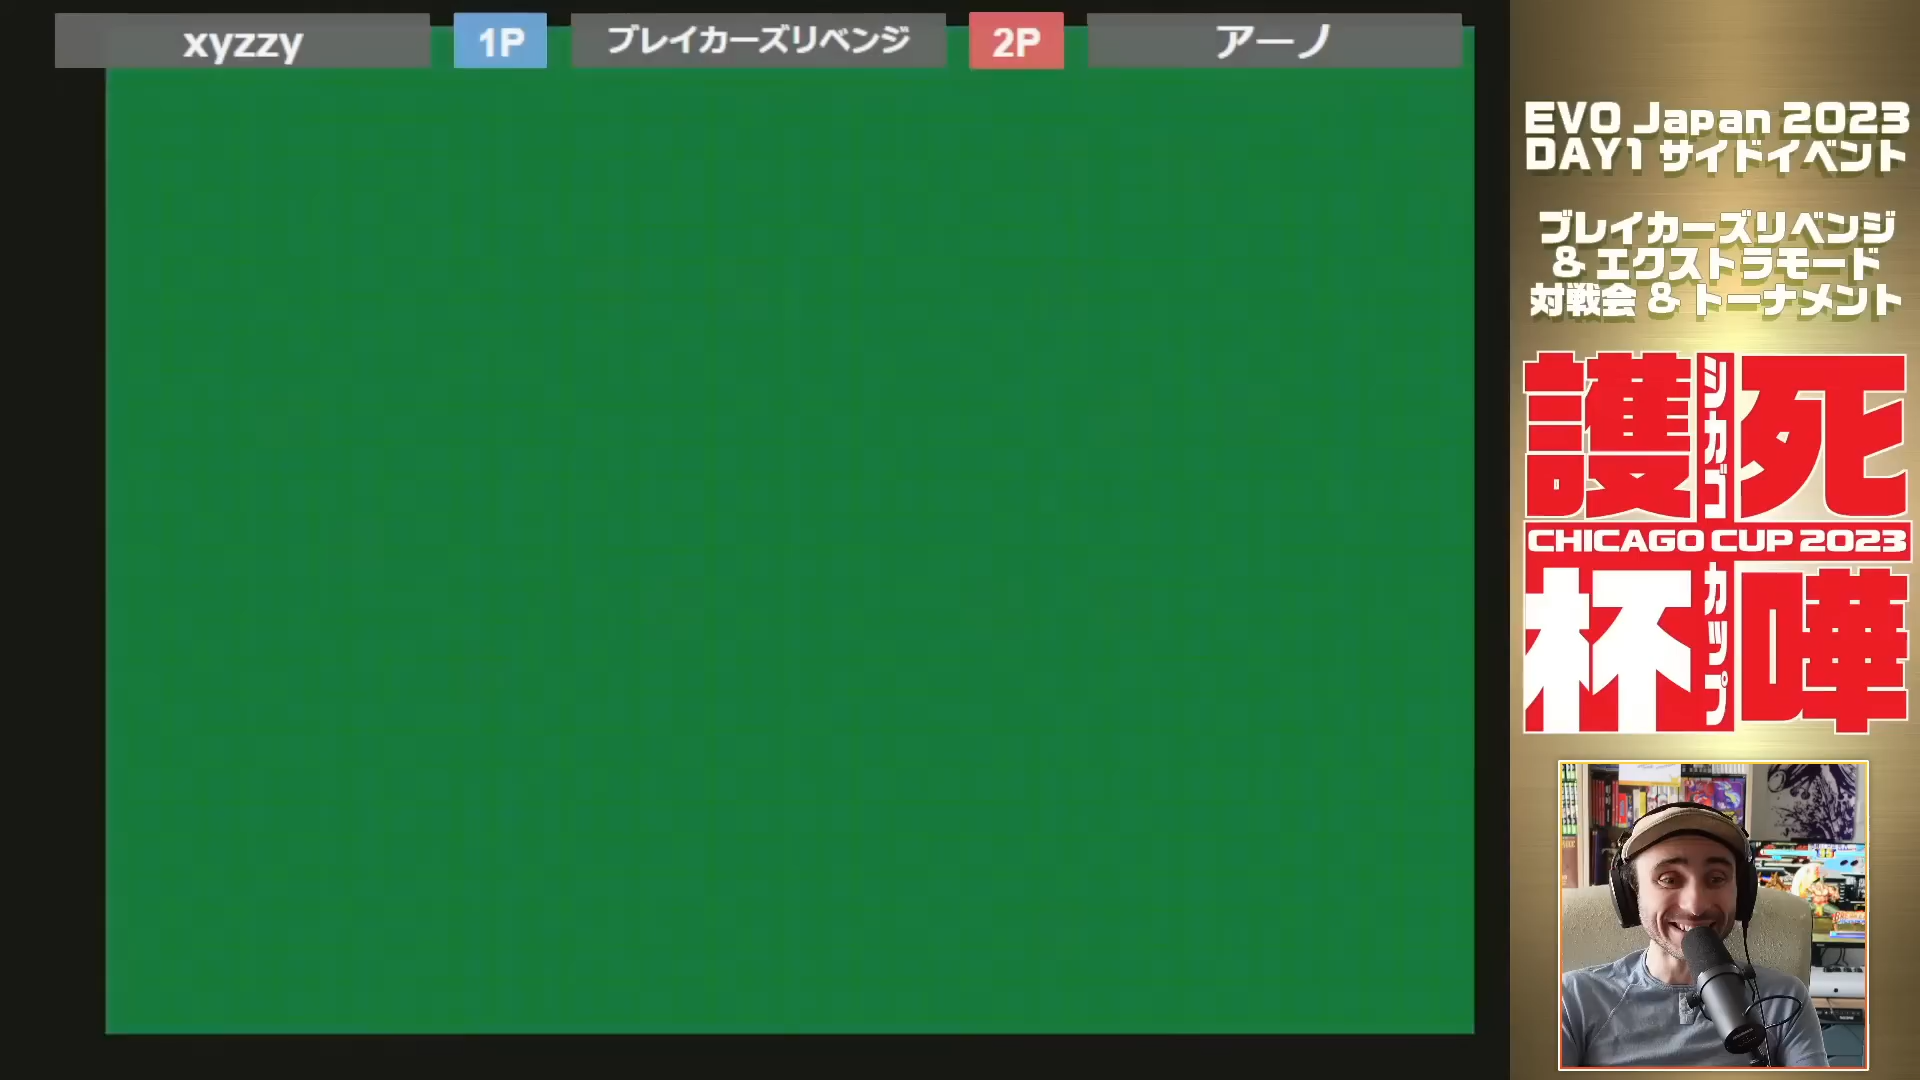 xyzzy 1P ブレイカーズリベンジ 2P アーノ
EVO Japan 2023
DAY1 サイドイベント
ブレイカーズリベンジ
& エクストラモード
対戦会 & トーナメント
死護
シカゴ
CHICAGO CUP 2023
嘩杯
カップ